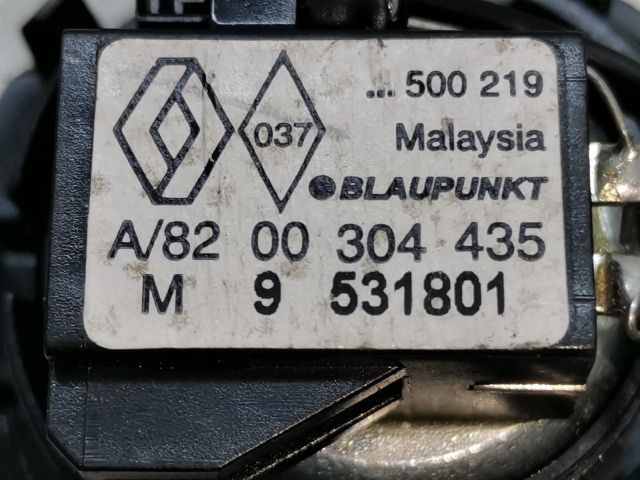 ... 500 219
037 Malaysia
BLAUPUNKT
A/82 00 304 435
M 9 531801